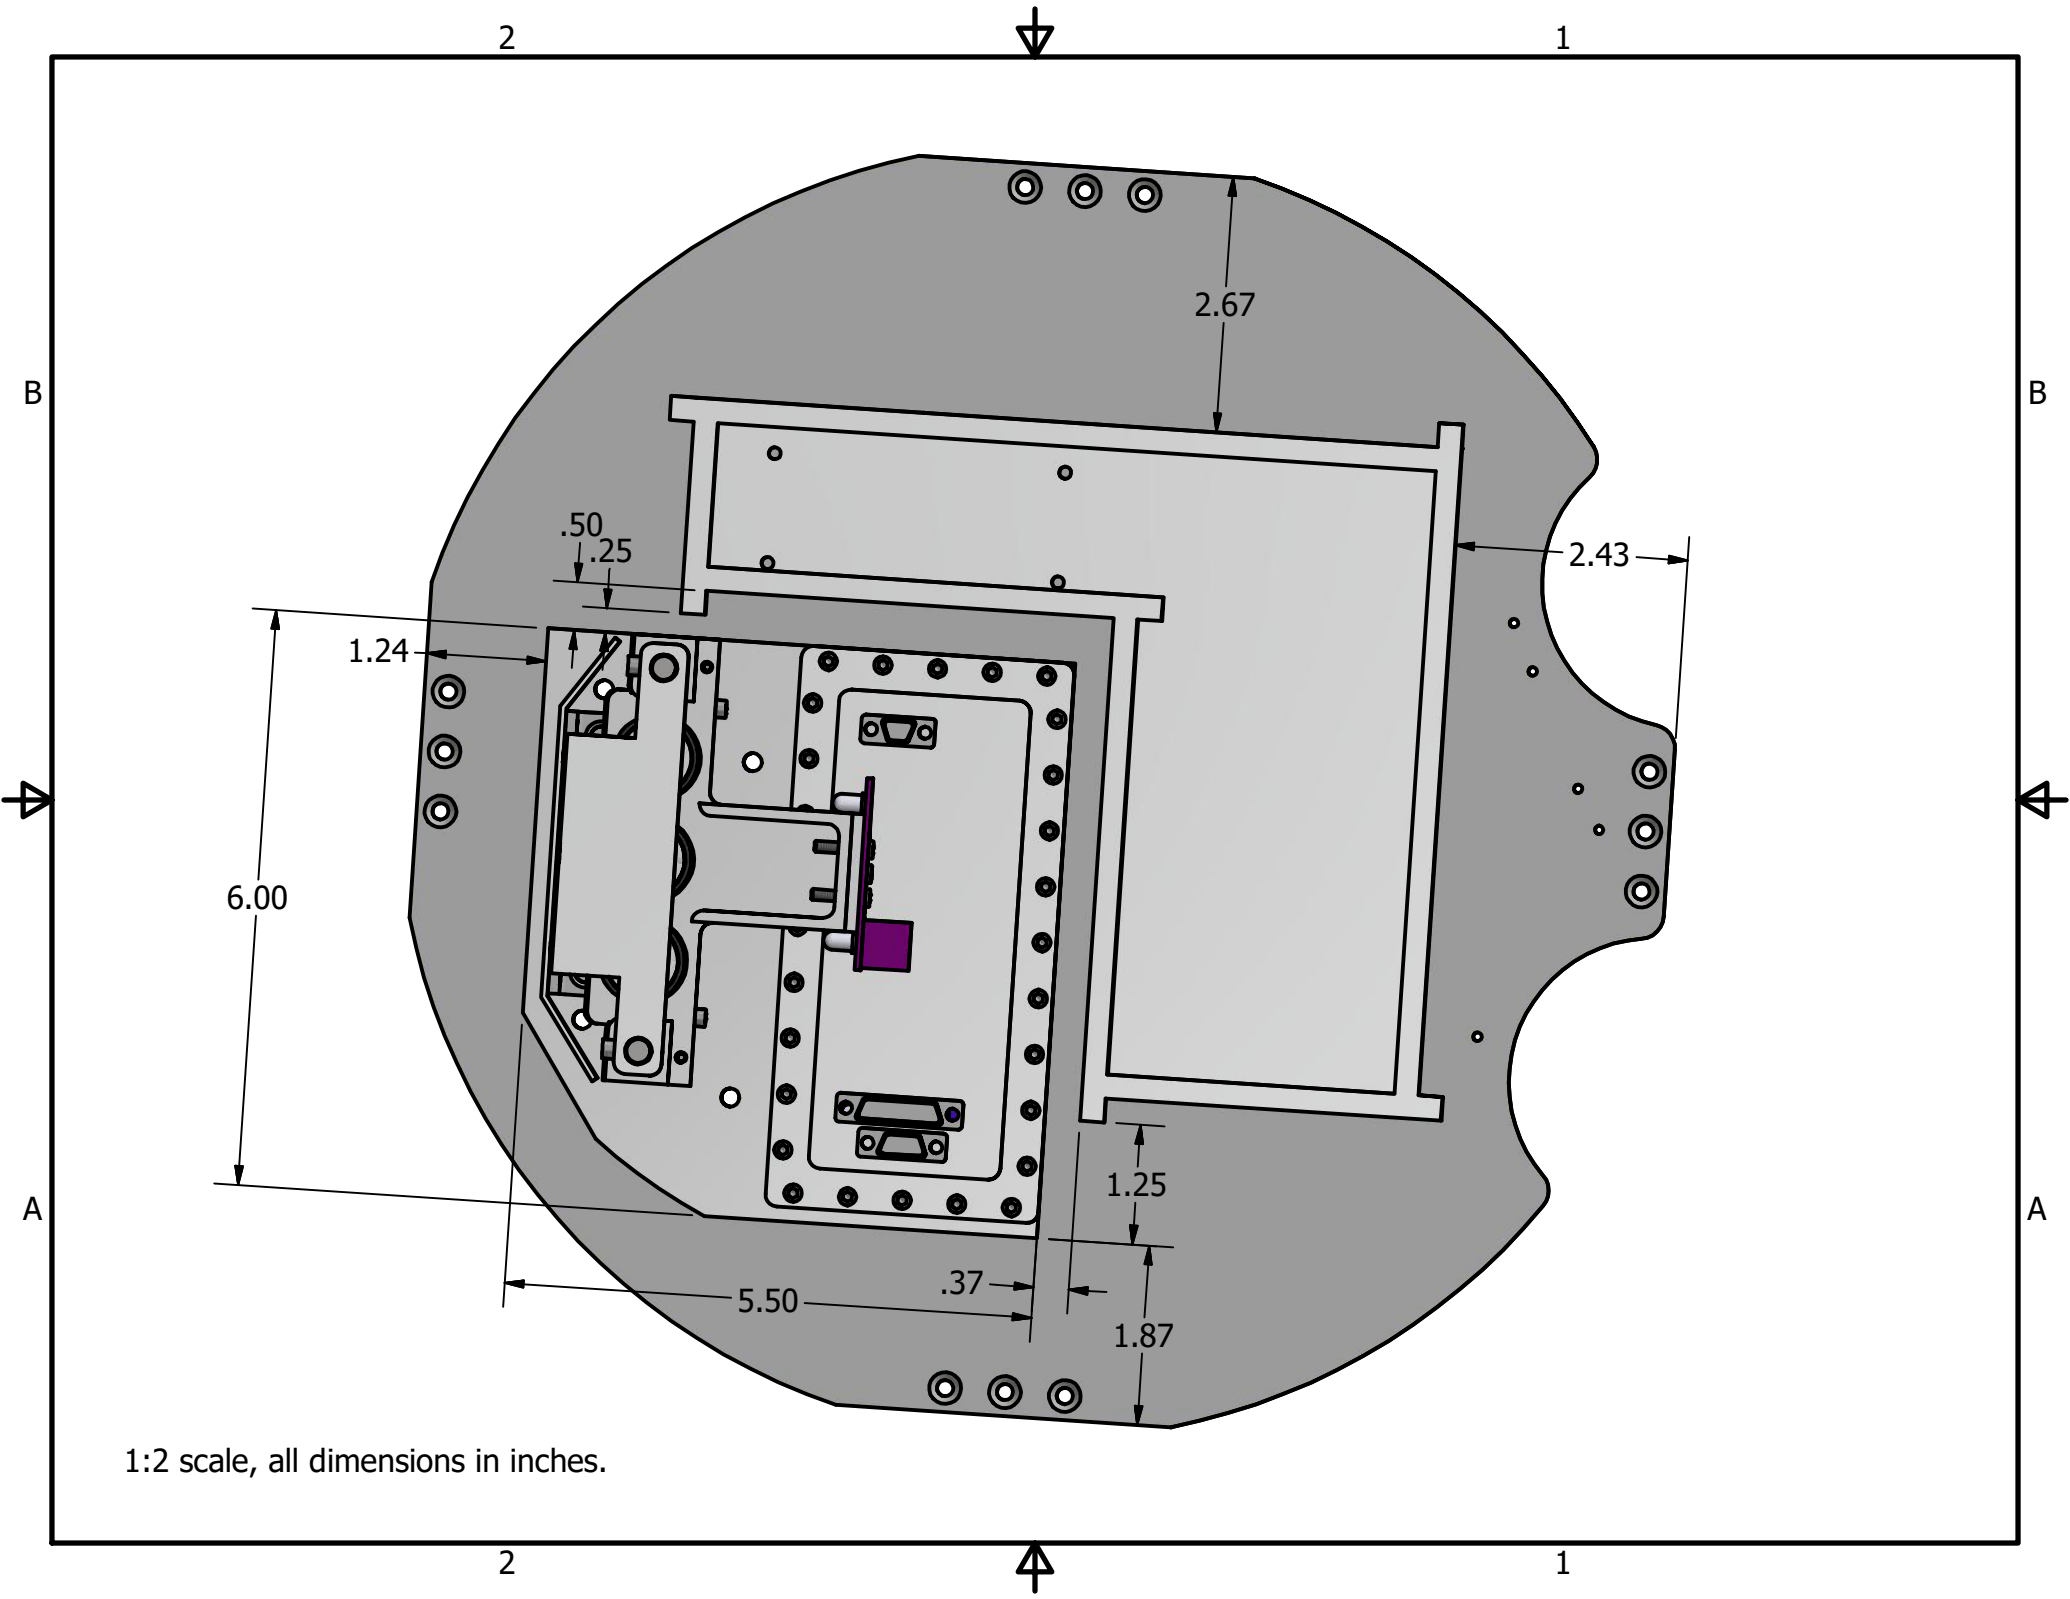 2
1
2.67
B
B
.50
.25
2.43
1.24
6.00
1.25
A
A
.37
5.50
1.87
1:2 scale, all dimensions in inches.
2
1